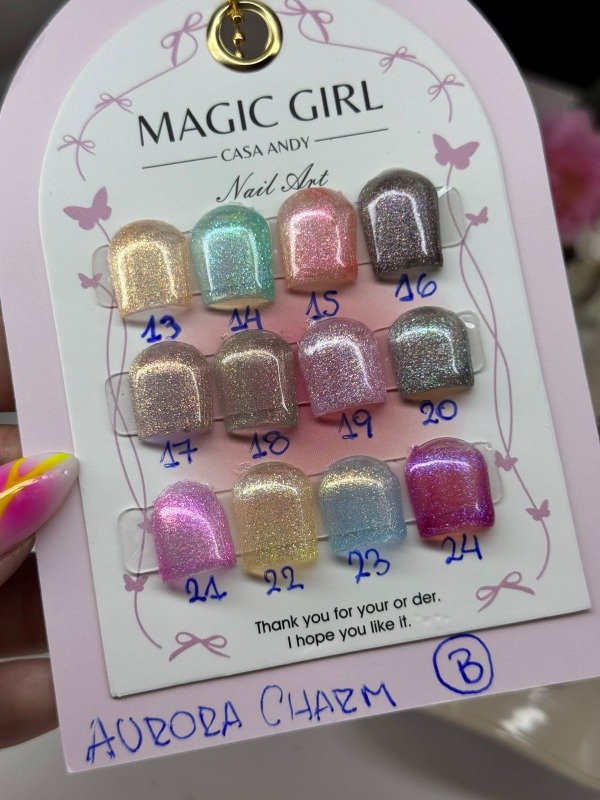 MAGIC GIRL
CASA ANDY
Nail Art
13 14 15 16
17 18 19 20
21 22 23 24
Thank you for your or der.
I hope you like it.
AURORA CHARM B